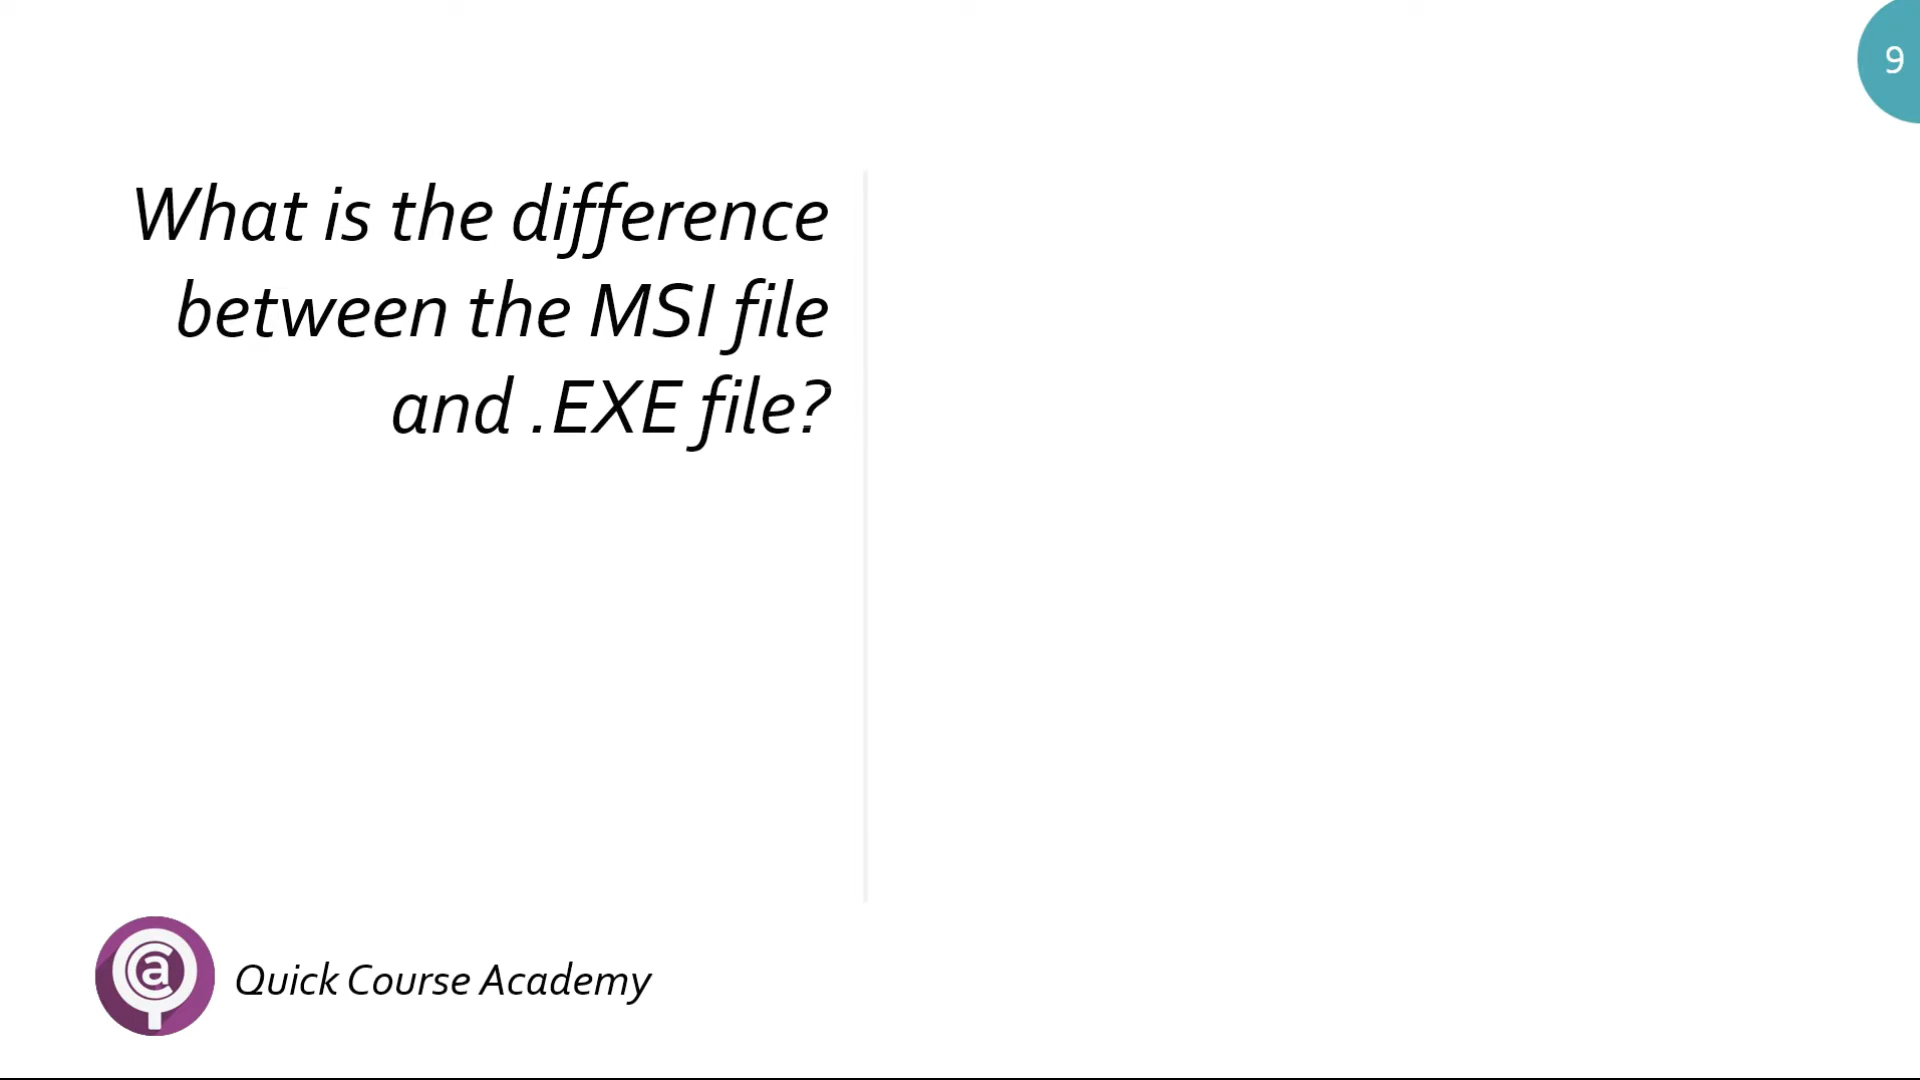 9
What is the difference
between the MSI file
and .EXE file?
Quick Course Academy